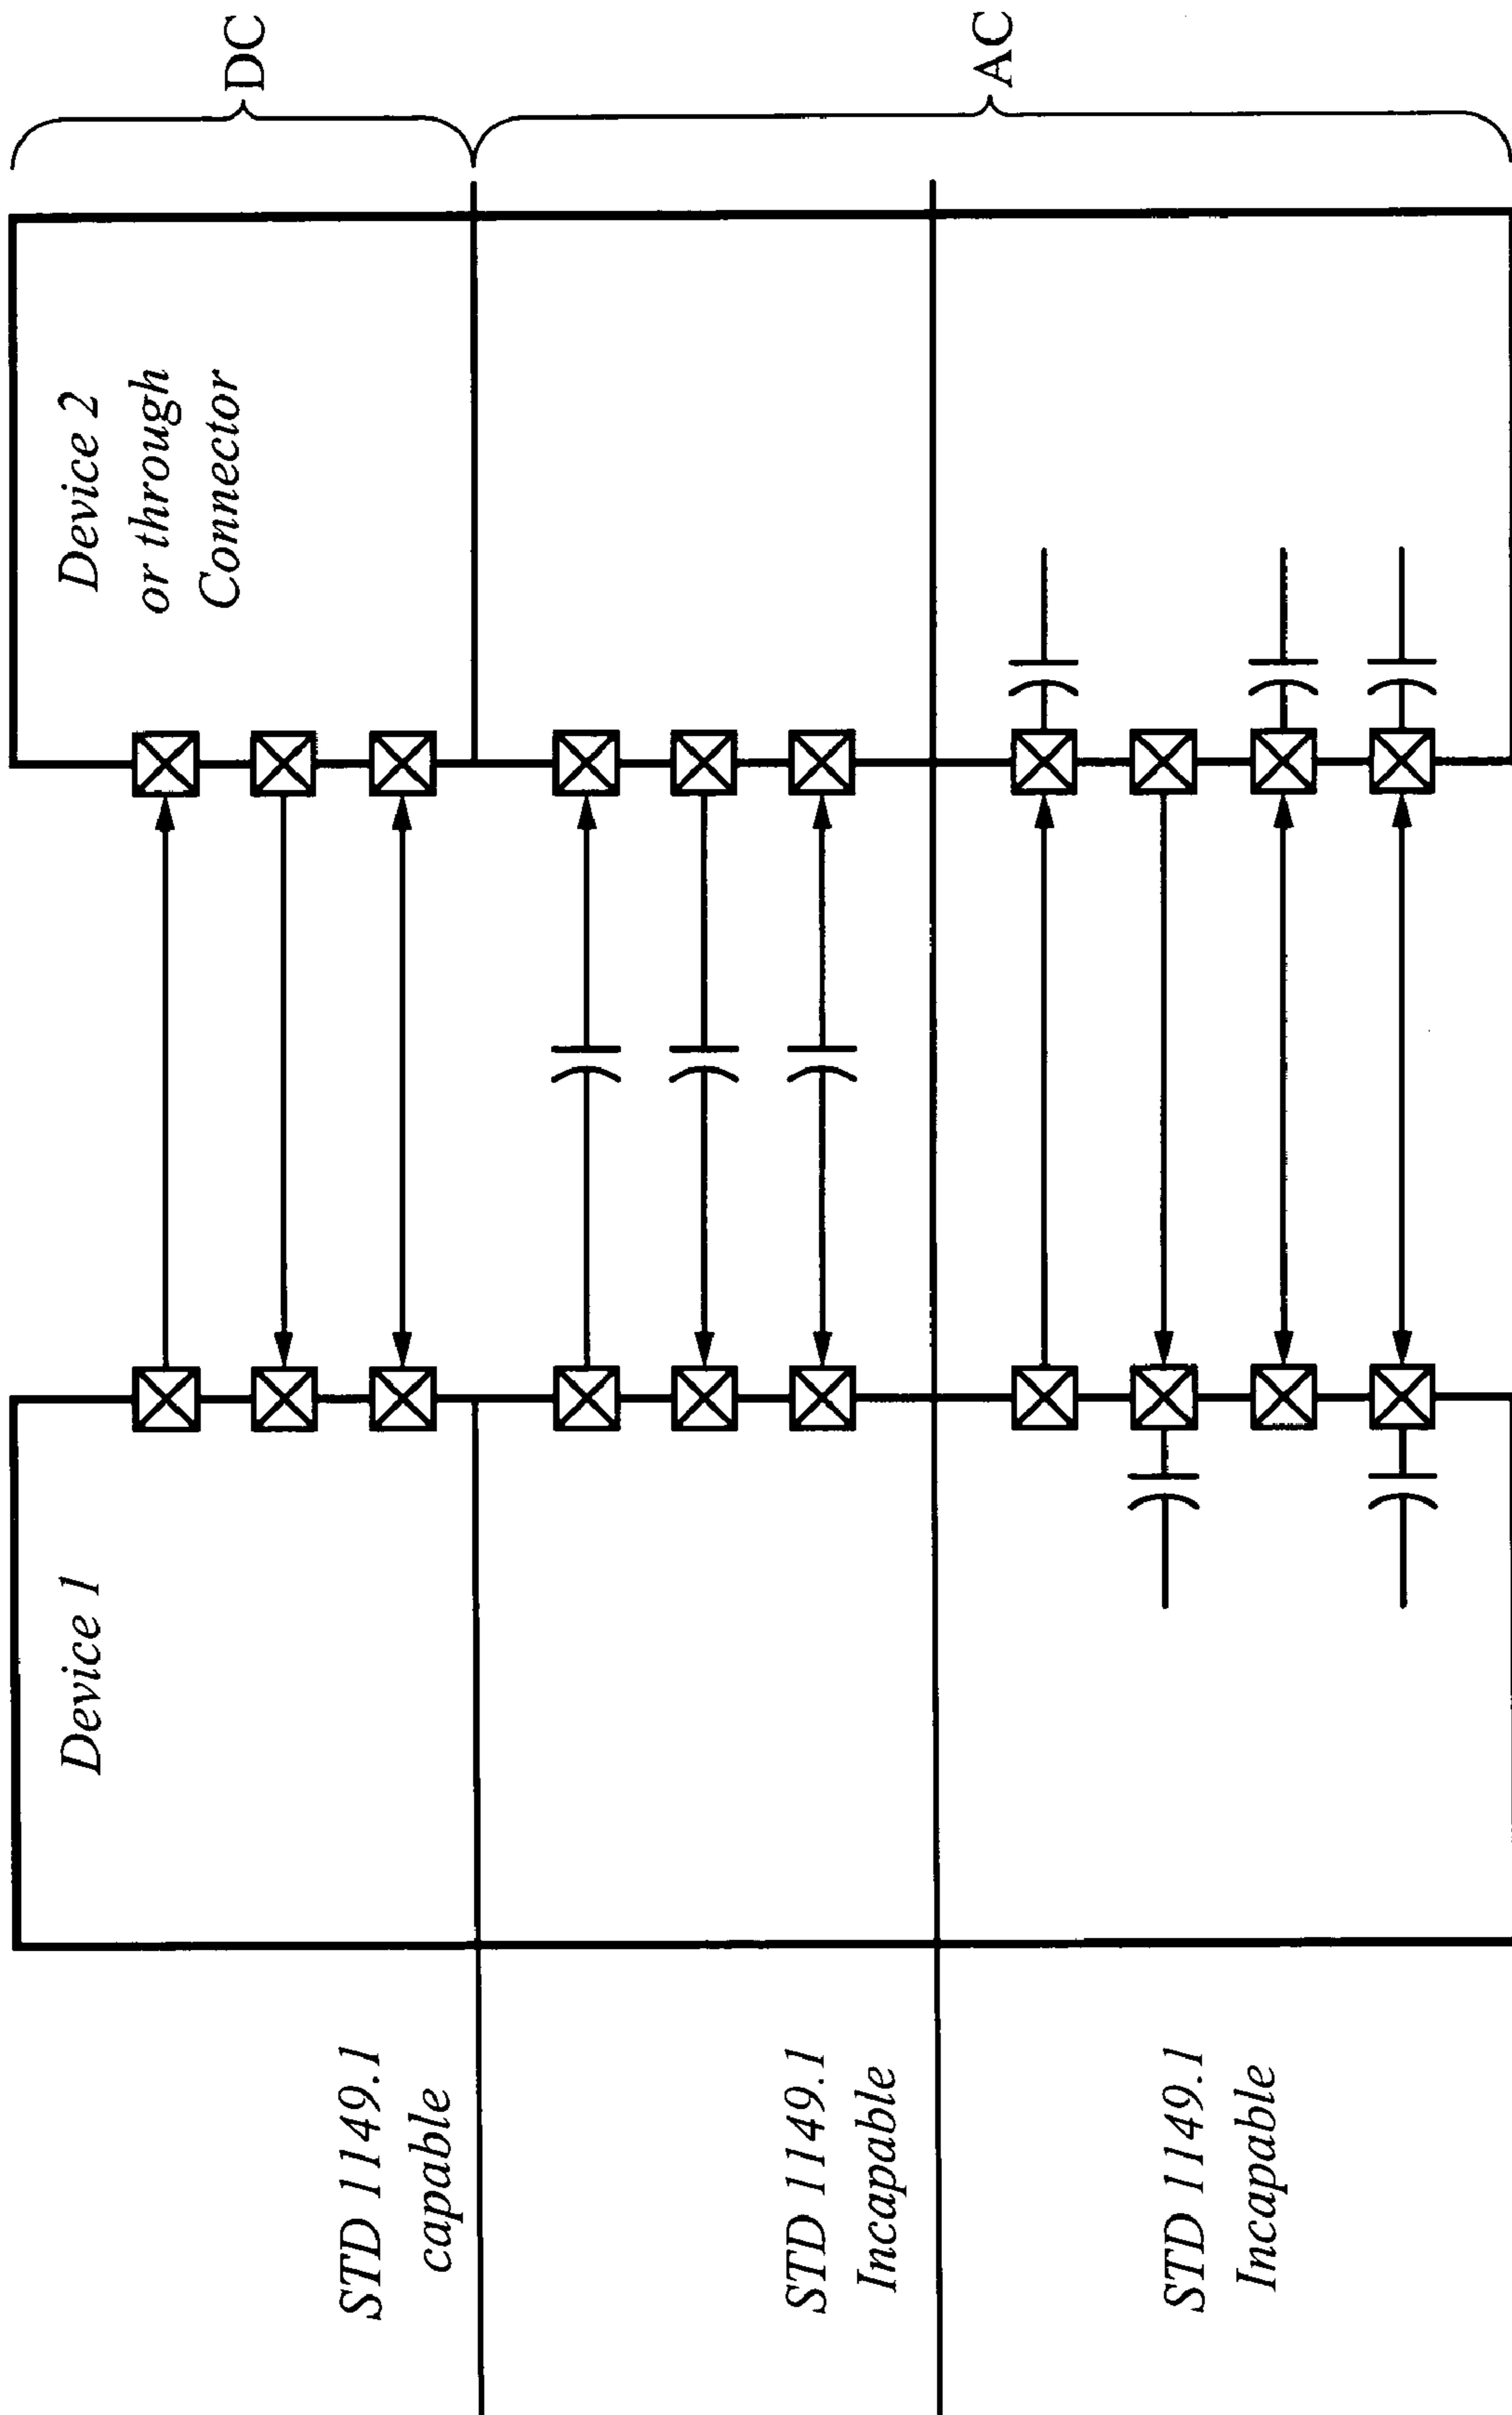 Device 1
Device 2
or through
Connector
STD 1149.1
capable
DC
STD 1149.1
Incapable
STD 1149.1
Incapable
AC